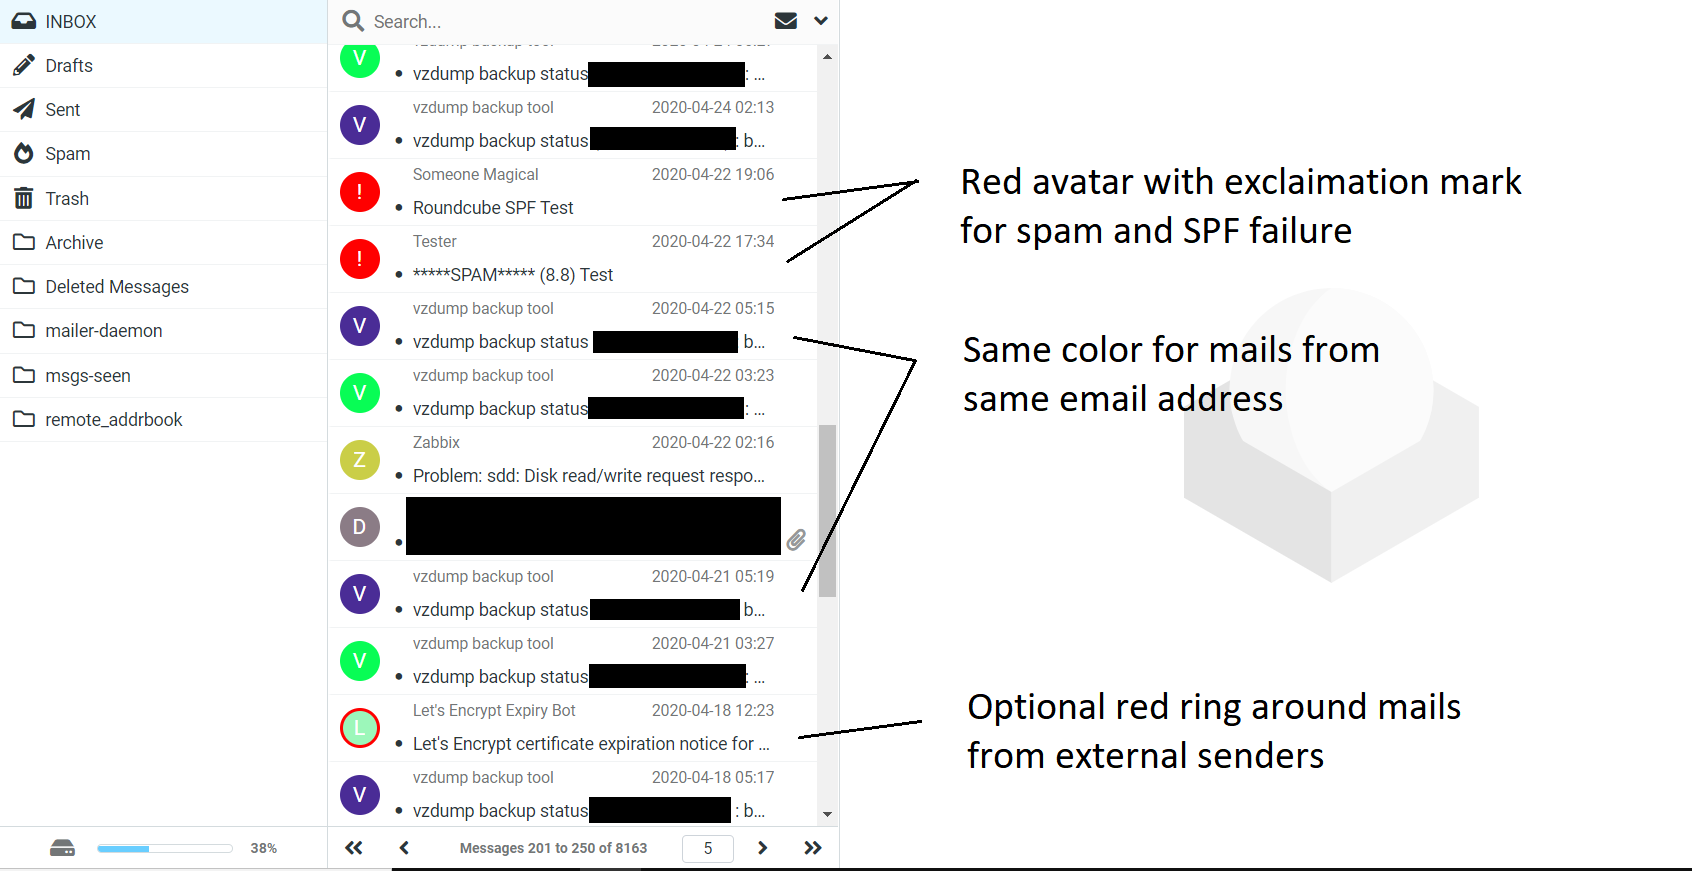 INBOX
Drafts
Sent
Spam
Trash
Archive
Deleted Messages
mailer-daemon
msgs-seen
remote_addrbook
38%
Search...
V
• vzdump backup status : ...
V
vzdump backup tool 2020-04-24 02:13
• vzdump backup status : b...
!
Someone Magical 2020-04-22 19:06
• Roundcube SPF Test
!
Tester 2020-04-22 17:34
• *****SPAM***** (8.8) Test
V
vzdump backup tool 2020-04-22 05:15
• vzdump backup status b...
V
vzdump backup tool 2020-04-22 03:23
• vzdump backup status : ...
Z
Zabbix 2020-04-22 02:16
• Problem: sdd: Disk read/write request respo...
D
•
V
vzdump backup tool 2020-04-21 05:19
• vzdump backup status b...
V
vzdump backup tool 2020-04-21 03:27
• vzdump backup status : ...
L
Let's Encrypt Expiry Bot 2020-04-18 12:23
• Let's Encrypt certificate expiration notice for ...
V
vzdump backup tool 2020-04-18 05:17
• vzdump backup status : b...
Messages 201 to 250 of 8163
5
Red avatar with exclaimation mark
for spam and SPF failure
Same color for mails from
same email address
Optional red ring around mails
from external senders